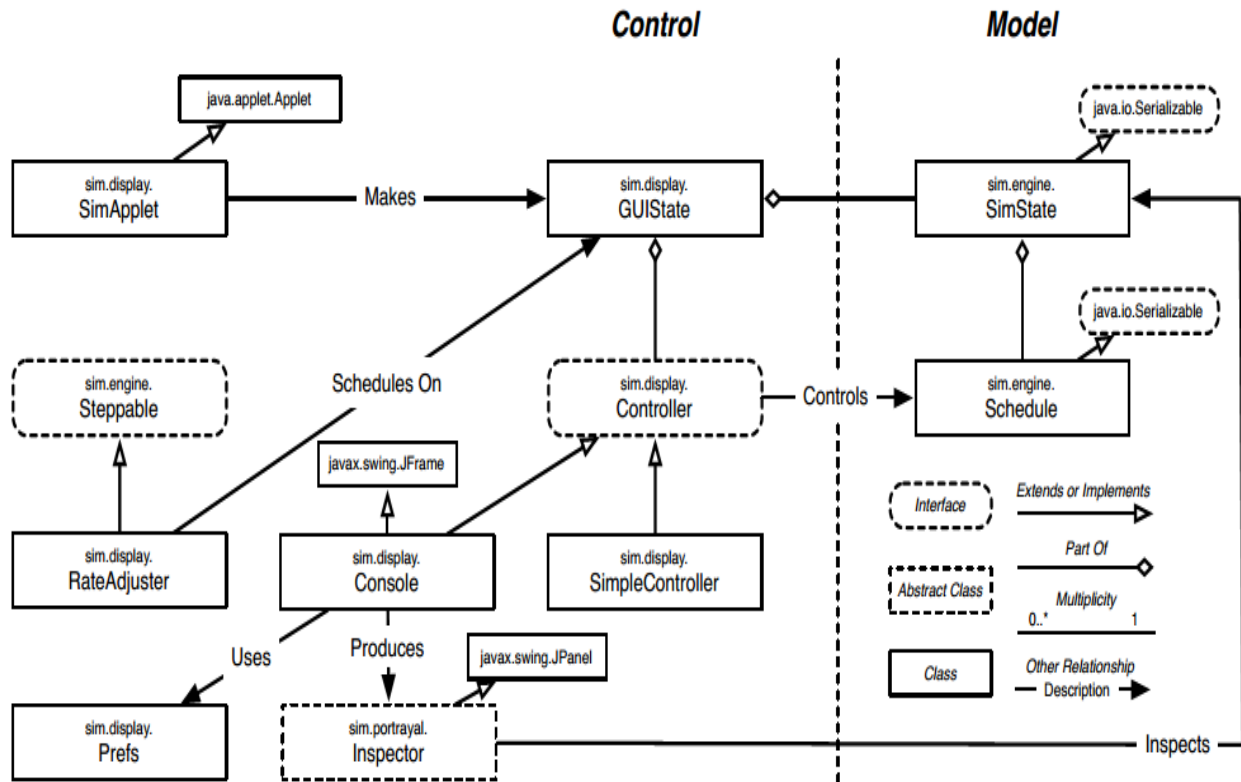 Control
Model
java.applet.Applet
java.io.Serializable
sim.display.
SimApplet
Makes
sim.display.
GUIState
sim.engine.
SimState
java.io.Serializable
sim.engine.
Steppable
Schedules On
sim.display.
Controller
Controls
sim.engine.
Schedule
javax.swing.JFrame
Interface
Extends or Implements
sim.display.
RateAdjuster
sim.display.
Console
sim.display.
SimpleController
Part Of
Abstract Class
Multiplicity
0..*
1
Uses
Produces
javax.swing.JPanel
Class
Other Relationship
Description
sim.display.
Prefs
sim.portrayal.
Inspector
Inspects